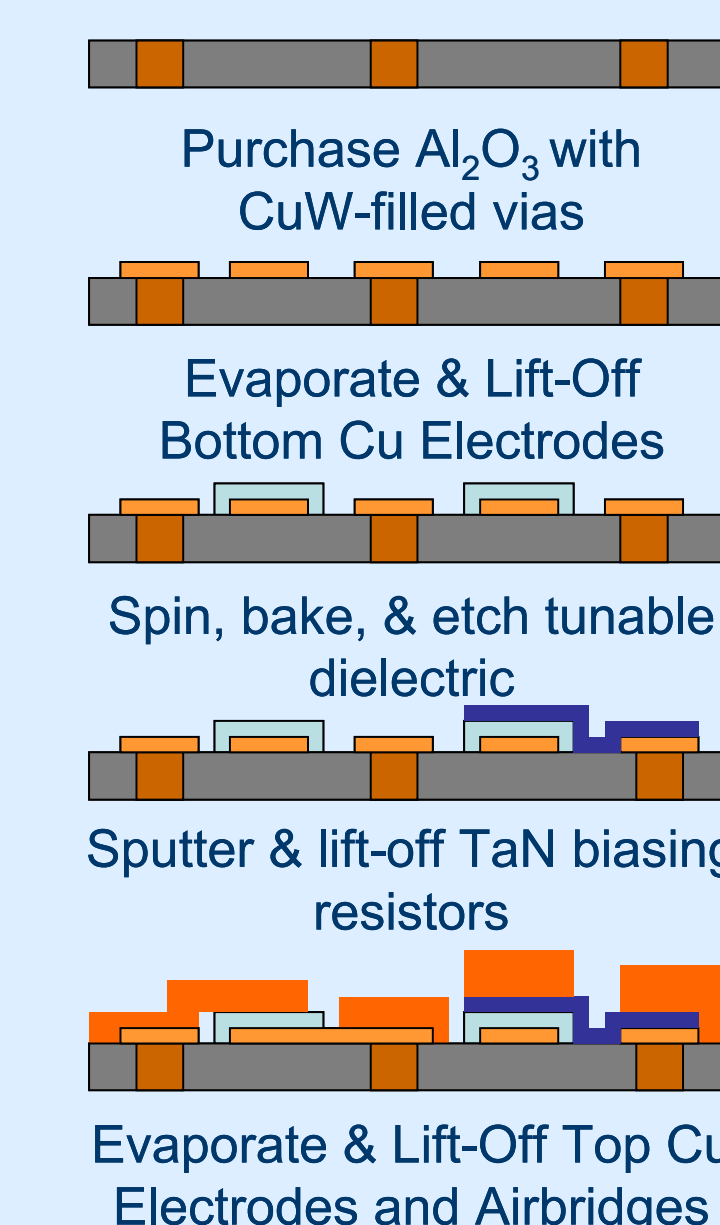 Purchase Al₂O₃ with
CuW-filled vias
Evaporate & Lift-Off
Bottom Cu Electrodes
Spin, bake, & etch tunable
dielectric
Sputter & lift-off TaN biasing
resistors
Evaporate & Lift-Off Top Cu
Electrodes and Airbridges